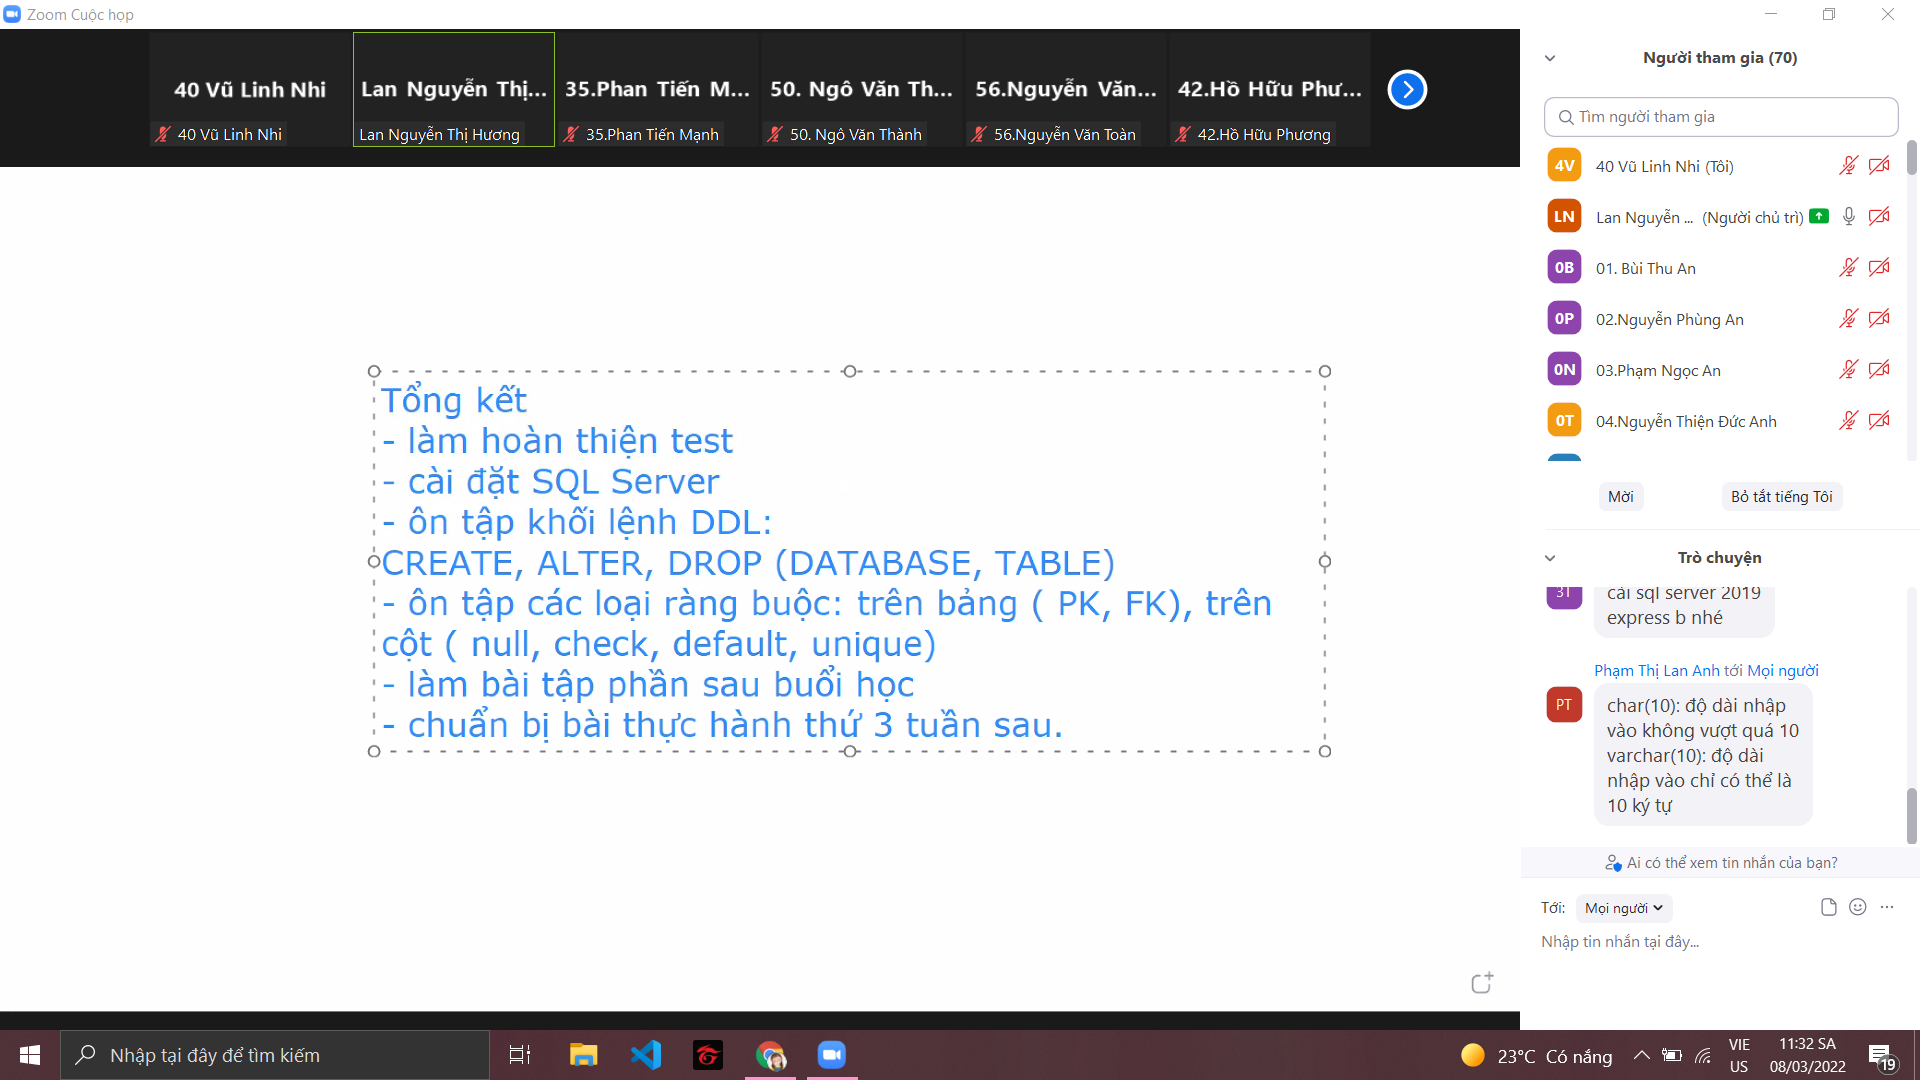 Zoom Cuộc họp
40 Vũ Linh Nhi
Lan Nguyễn Thị...
35.Phan Tiến M...
50. Ngô Văn Th...
56.Nguyễn Văn...
42.Hồ Hữu Phư...
40 Vũ Linh Nhi
Lan Nguyễn Thị Hương
35.Phan Tiến Mạnh
50. Ngô Văn Thành
56.Nguyễn Văn Toàn
42.Hồ Hữu Phương
Tổng kết
- làm hoàn thiện test
- cài đặt SQL Server
- ôn tập khối lệnh DDL:
CREATE, ALTER, DROP (DATABASE, TABLE)
- ôn tập các loại ràng buộc: trên bảng ( PK, FK), trên
cột ( null, check, default, unique)
- làm bài tập phần sau buổi học
- chuẩn bị bài thực hành thứ 3 tuần sau.
Người tham gia (70)
Tìm người tham gia
4V 40 Vũ Linh Nhi (Tôi)
LN Lan Nguyễn ... (Người chủ trì)
0B 01. Bùi Thu An
0P 02.Nguyễn Phùng An
0N 03.Phạm Ngọc An
0T 04.Nguyễn Thiện Đức Anh
Mời
Bỏ tắt tiếng Tôi
Trò chuyện
3T
cài sql server 2019
express b nhé
Phạm Thị Lan Anh tới Mọi người
PT
char(10): độ dài nhập
vào không vượt quá 10
varchar(10): độ dài
nhập vào chỉ có thể là
10 ký tự
Ai có thể xem tin nhắn của bạn?
Tới: Mọi người
Nhập tin nhắn tại đây...
Nhập tại đây để tìm kiếm
23°C Có nắng
VIE
US
11:32 SA
08/03/2022
19